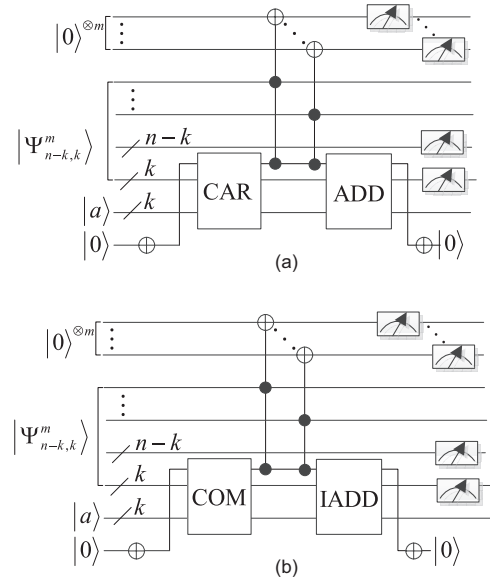 |0⟩^{⊗m}
n−k
|Ψ^m_{n−k,k}⟩
k
CAR
ADD
|a⟩
k
|0⟩
|0⟩
(a)
|0⟩^{⊗m}
n−k
|Ψ^m_{n−k,k}⟩
k
COM
IADD
|a⟩
k
|0⟩
|0⟩
(b)